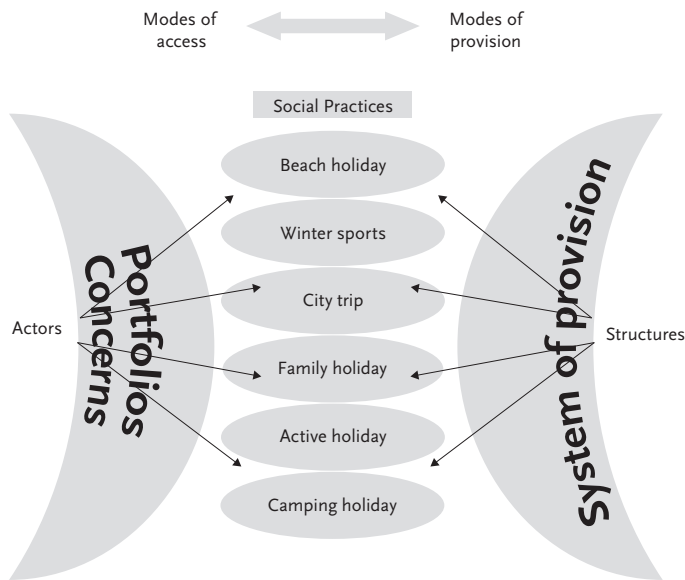 Modes of
access
Modes of
provision
Social Practices
Beach holiday
Winter sports
City trip
Family holiday
Active holiday
Camping holiday
Actors
Portfolios
Concerns
System of provision
Structures